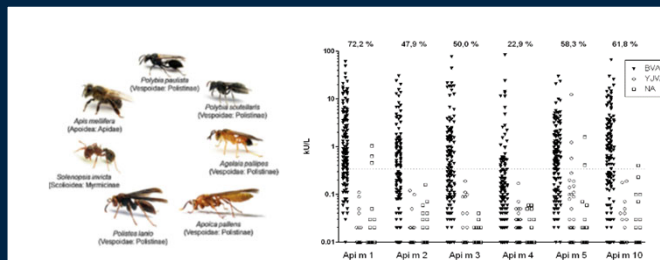 Polybia paulista
(Vespoidea: Polistinae)
Polybia scutellaris
(Vespoidea: Polistinae)
Apis mellifera
(Apoidea: Apidae)
Agelaia pallipes
(Vespoidea: Polistinae)
Solenopsis invicta
(Scolioidea: Myrmicinae
Polistes lanio
(Vespoidea: Polistinae)
Apoica pallens
(Vespoidea: Polistinae)
72,2 % 47,9 % 50,0 % 22,9 % 58,3 % 61,8 %
100
10
1
0.1
0.01
kU/L
BVA
YJV
NA
Api m 1 Api m 2 Api m 3 Api m 4 Api m 5 Api m 10